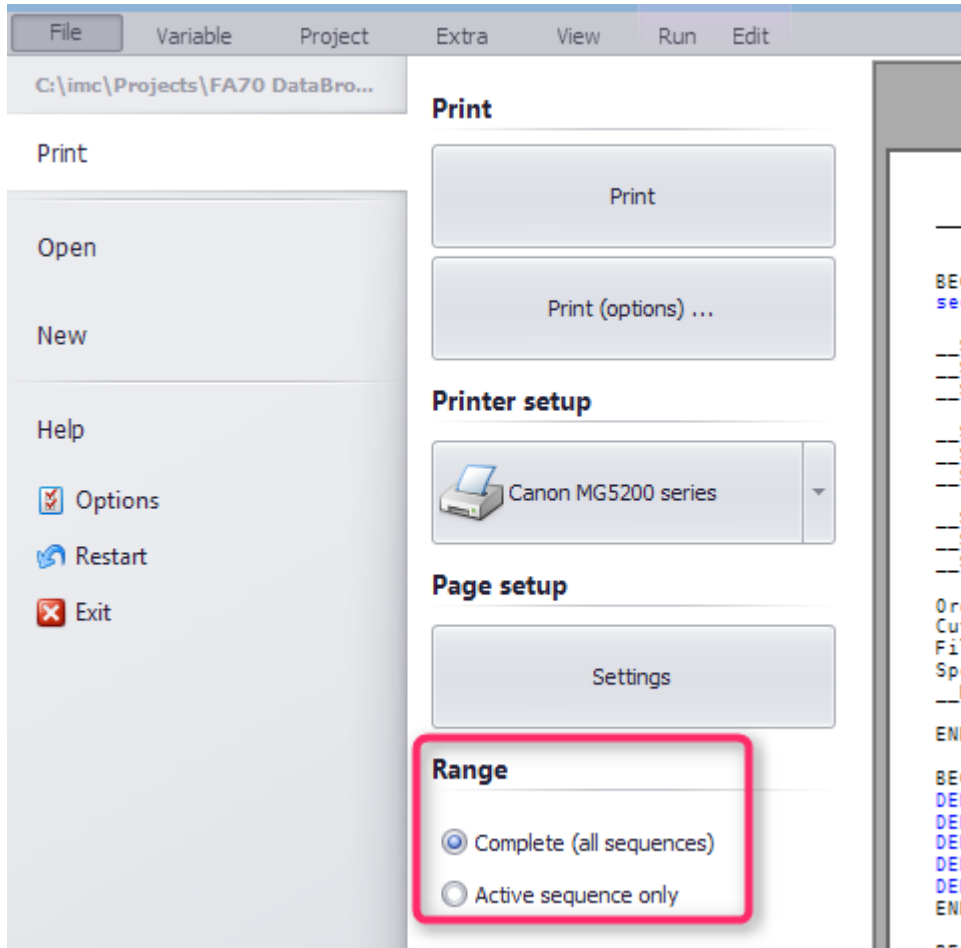 File Variable Project Extra View Run Edit
C:\imc\Projects\FA70 DataBro...
Print
Open
New
Help
Options
Restart
Exit
Print
Print
Print (options) ...
Printer setup
Canon MG5200 series
Page setup
Settings
Range
Complete (all sequences)
Active sequence only